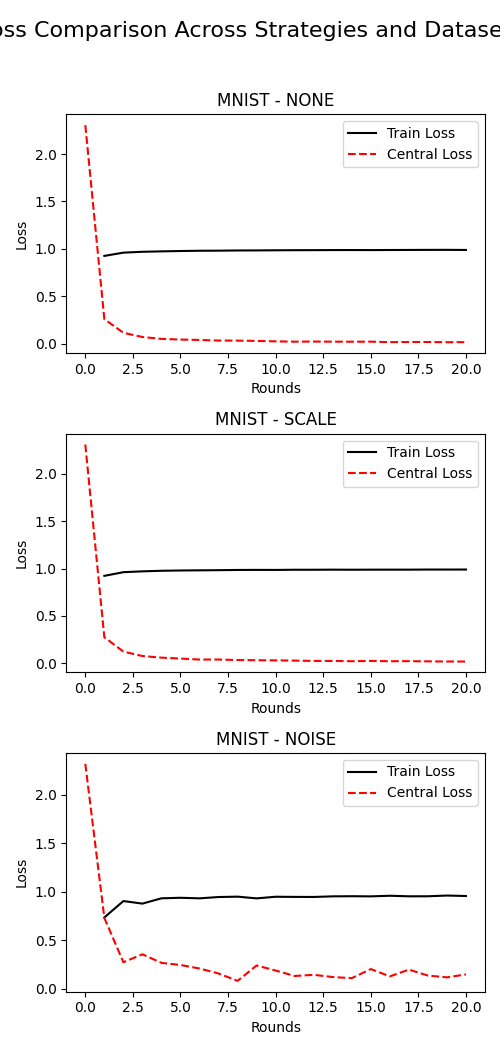 oss Comparison Across Strategies and Datase
MNIST - NONE
Train Loss
Central Loss
2.0
1.5
1.0
0.5
0.0
Loss
0.0 2.5 5.0 7.5 10.0 12.5 15.0 17.5 20.0
Rounds
MNIST - SCALE
Train Loss
Central Loss
2.0
1.5
1.0
0.5
0.0
Loss
0.0 2.5 5.0 7.5 10.0 12.5 15.0 17.5 20.0
Rounds
MNIST - NOISE
Train Loss
Central Loss
2.0
1.5
1.0
0.5
0.0
Loss
0.0 2.5 5.0 7.5 10.0 12.5 15.0 17.5 20.0
Rounds